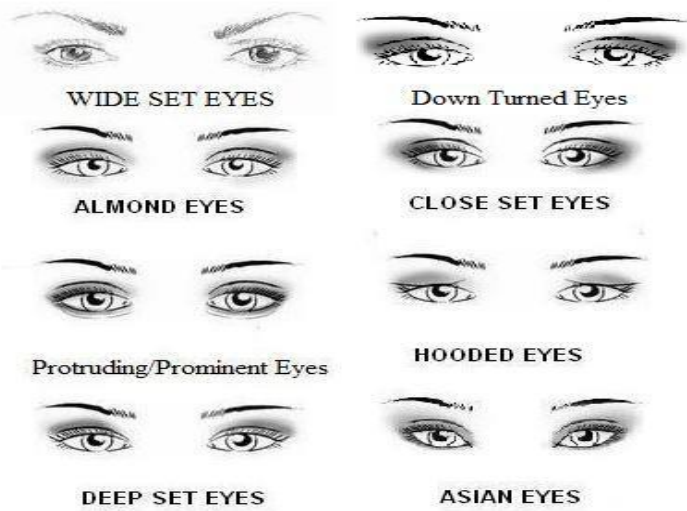 WIDE SET EYES
Down Turned Eyes
ALMOND EYES
CLOSE SET EYES
Protruding/Prominent Eyes
HOODED EYES
DEEP SET EYES
ASIAN EYES